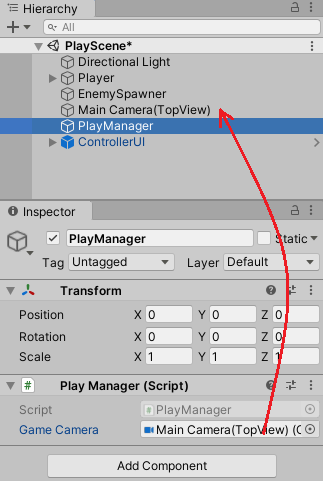 Hierarchy
All
PlayScene*
Directional Light
Player
EnemySpawner
Main Camera(TopView)
PlayManager
ControllerUI
Inspector
PlayManager Static
Tag Untagged Layer Default
Transform
Position X 0 Y 0 Z 0
Rotation X 0 Y 0 Z 0
Scale X 1 Y 1 Z 1
Play Manager (Script)
Script PlayManager
Game Camera Main Camera(TopView) (C
Add Component